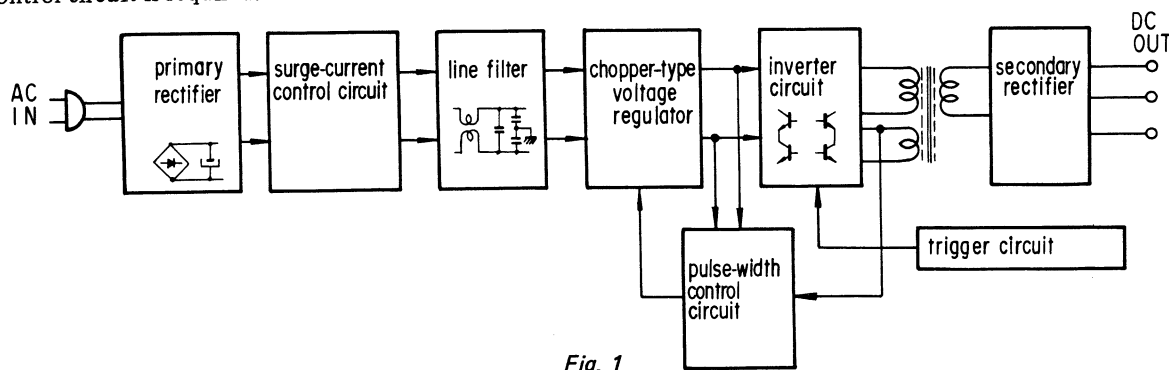 AC
IN
primary
rectifier
surge-current
control circuit
line filter
chopper-type
voltage
regulator
inverter
circuit
secondary
rectifier
DC
OUT
trigger circuit
pulse-width
control
circuit
Fig. 1